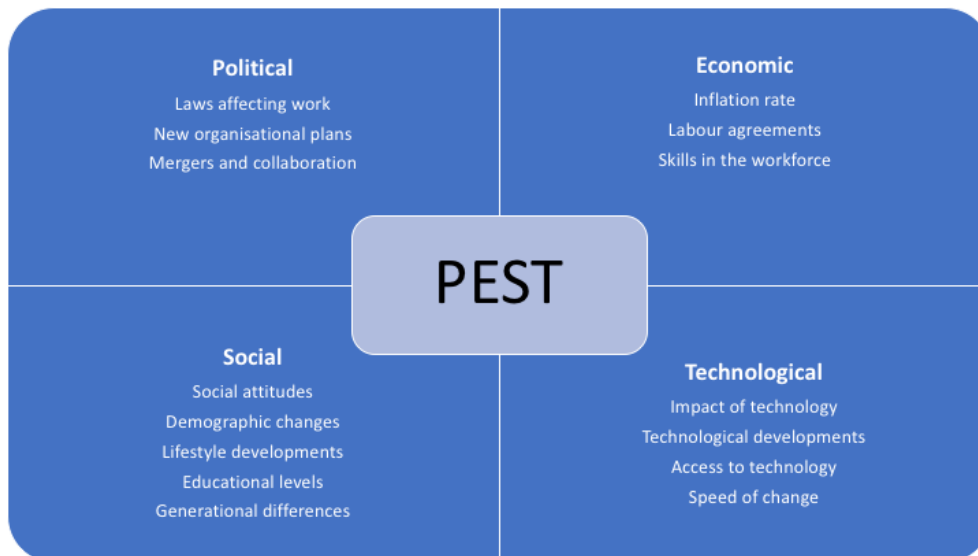 Political
Laws affecting work
New organisational plans
Mergers and collaboration
Economic
Inflation rate
Labour agreements
Skills in the workforce
PEST
Social
Social attitudes
Demographic changes
Lifestyle developments
Educational levels
Generational differences
Technological
Impact of technology
Technological developments
Access to technology
Speed of change